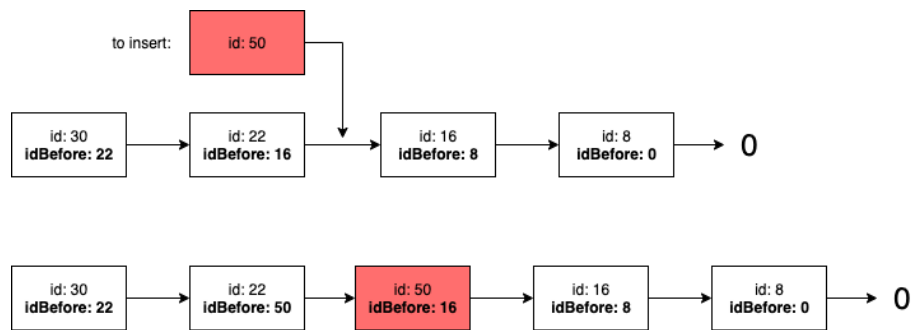 to insert:
id: 50
id: 30
idBefore: 22
id: 22
idBefore: 16
id: 16
idBefore: 8
id: 8
idBefore: 0
0
id: 30
idBefore: 22
id: 22
idBefore: 50
id: 50
idBefore: 16
id: 16
idBefore: 8
id: 8
idBefore: 0
0